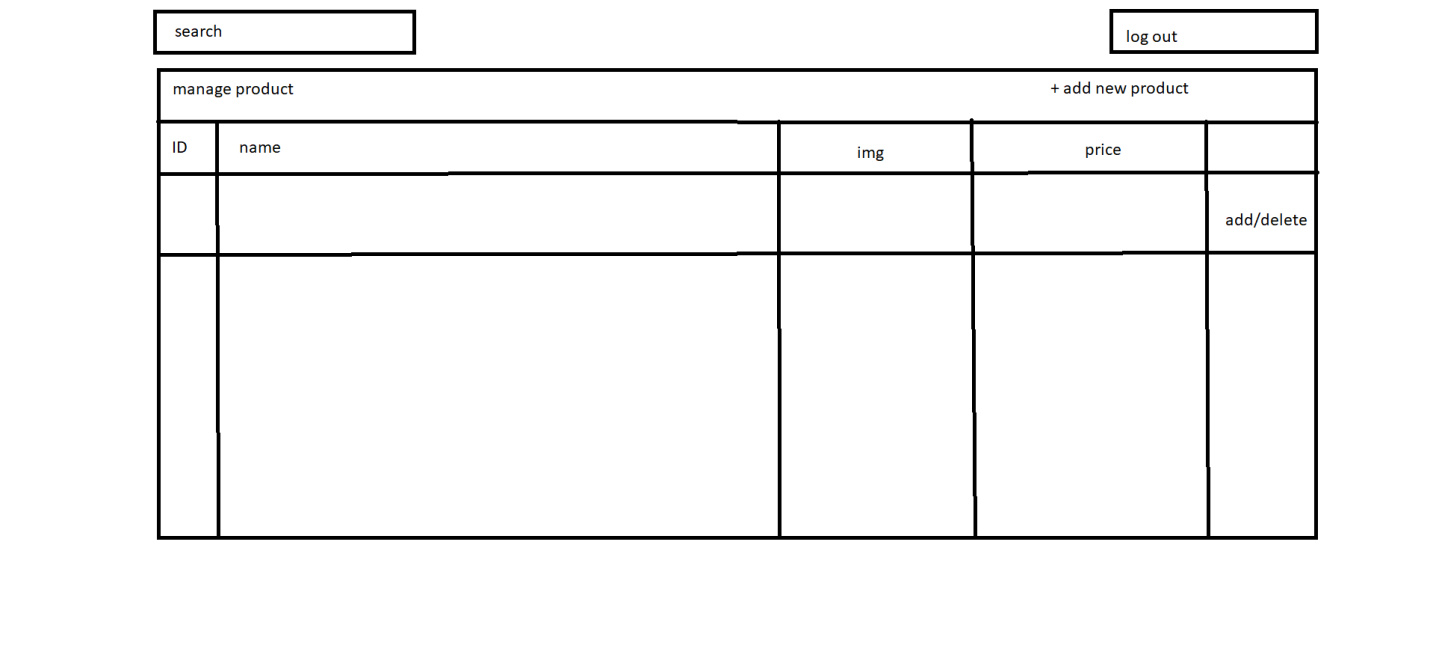 search
log out
manage product
+ add new product
ID
name
img
price
add/delete